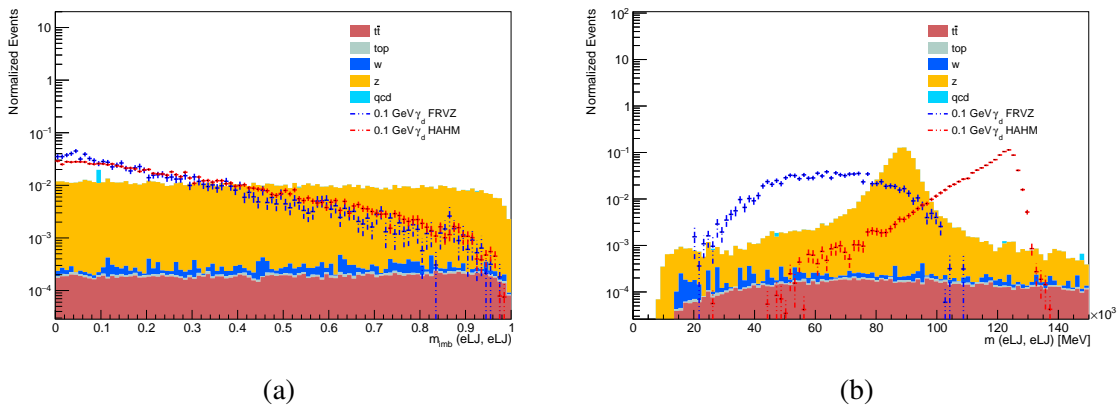 Normalized Events
10
1
10⁻¹
10⁻²
10⁻³
10⁻⁴
tt̄
top
w
z
qcd
0.1 GeV γd FRVZ
0.1 GeV γd HAHM
0 0.1 0.2 0.3 0.4 0.5 0.6 0.7 0.8 0.9 1
mimb (eLJ, eLJ)
(a)
Normalized Events
10²
10
1
10⁻¹
10⁻²
10⁻³
10⁻⁴
tt̄
top
w
z
qcd
0.1 GeV γd FRVZ
0.1 GeV γd HAHM
0 20 40 60 80 100 120 140
×10³
m (eLJ, eLJ) [MeV]
(b)